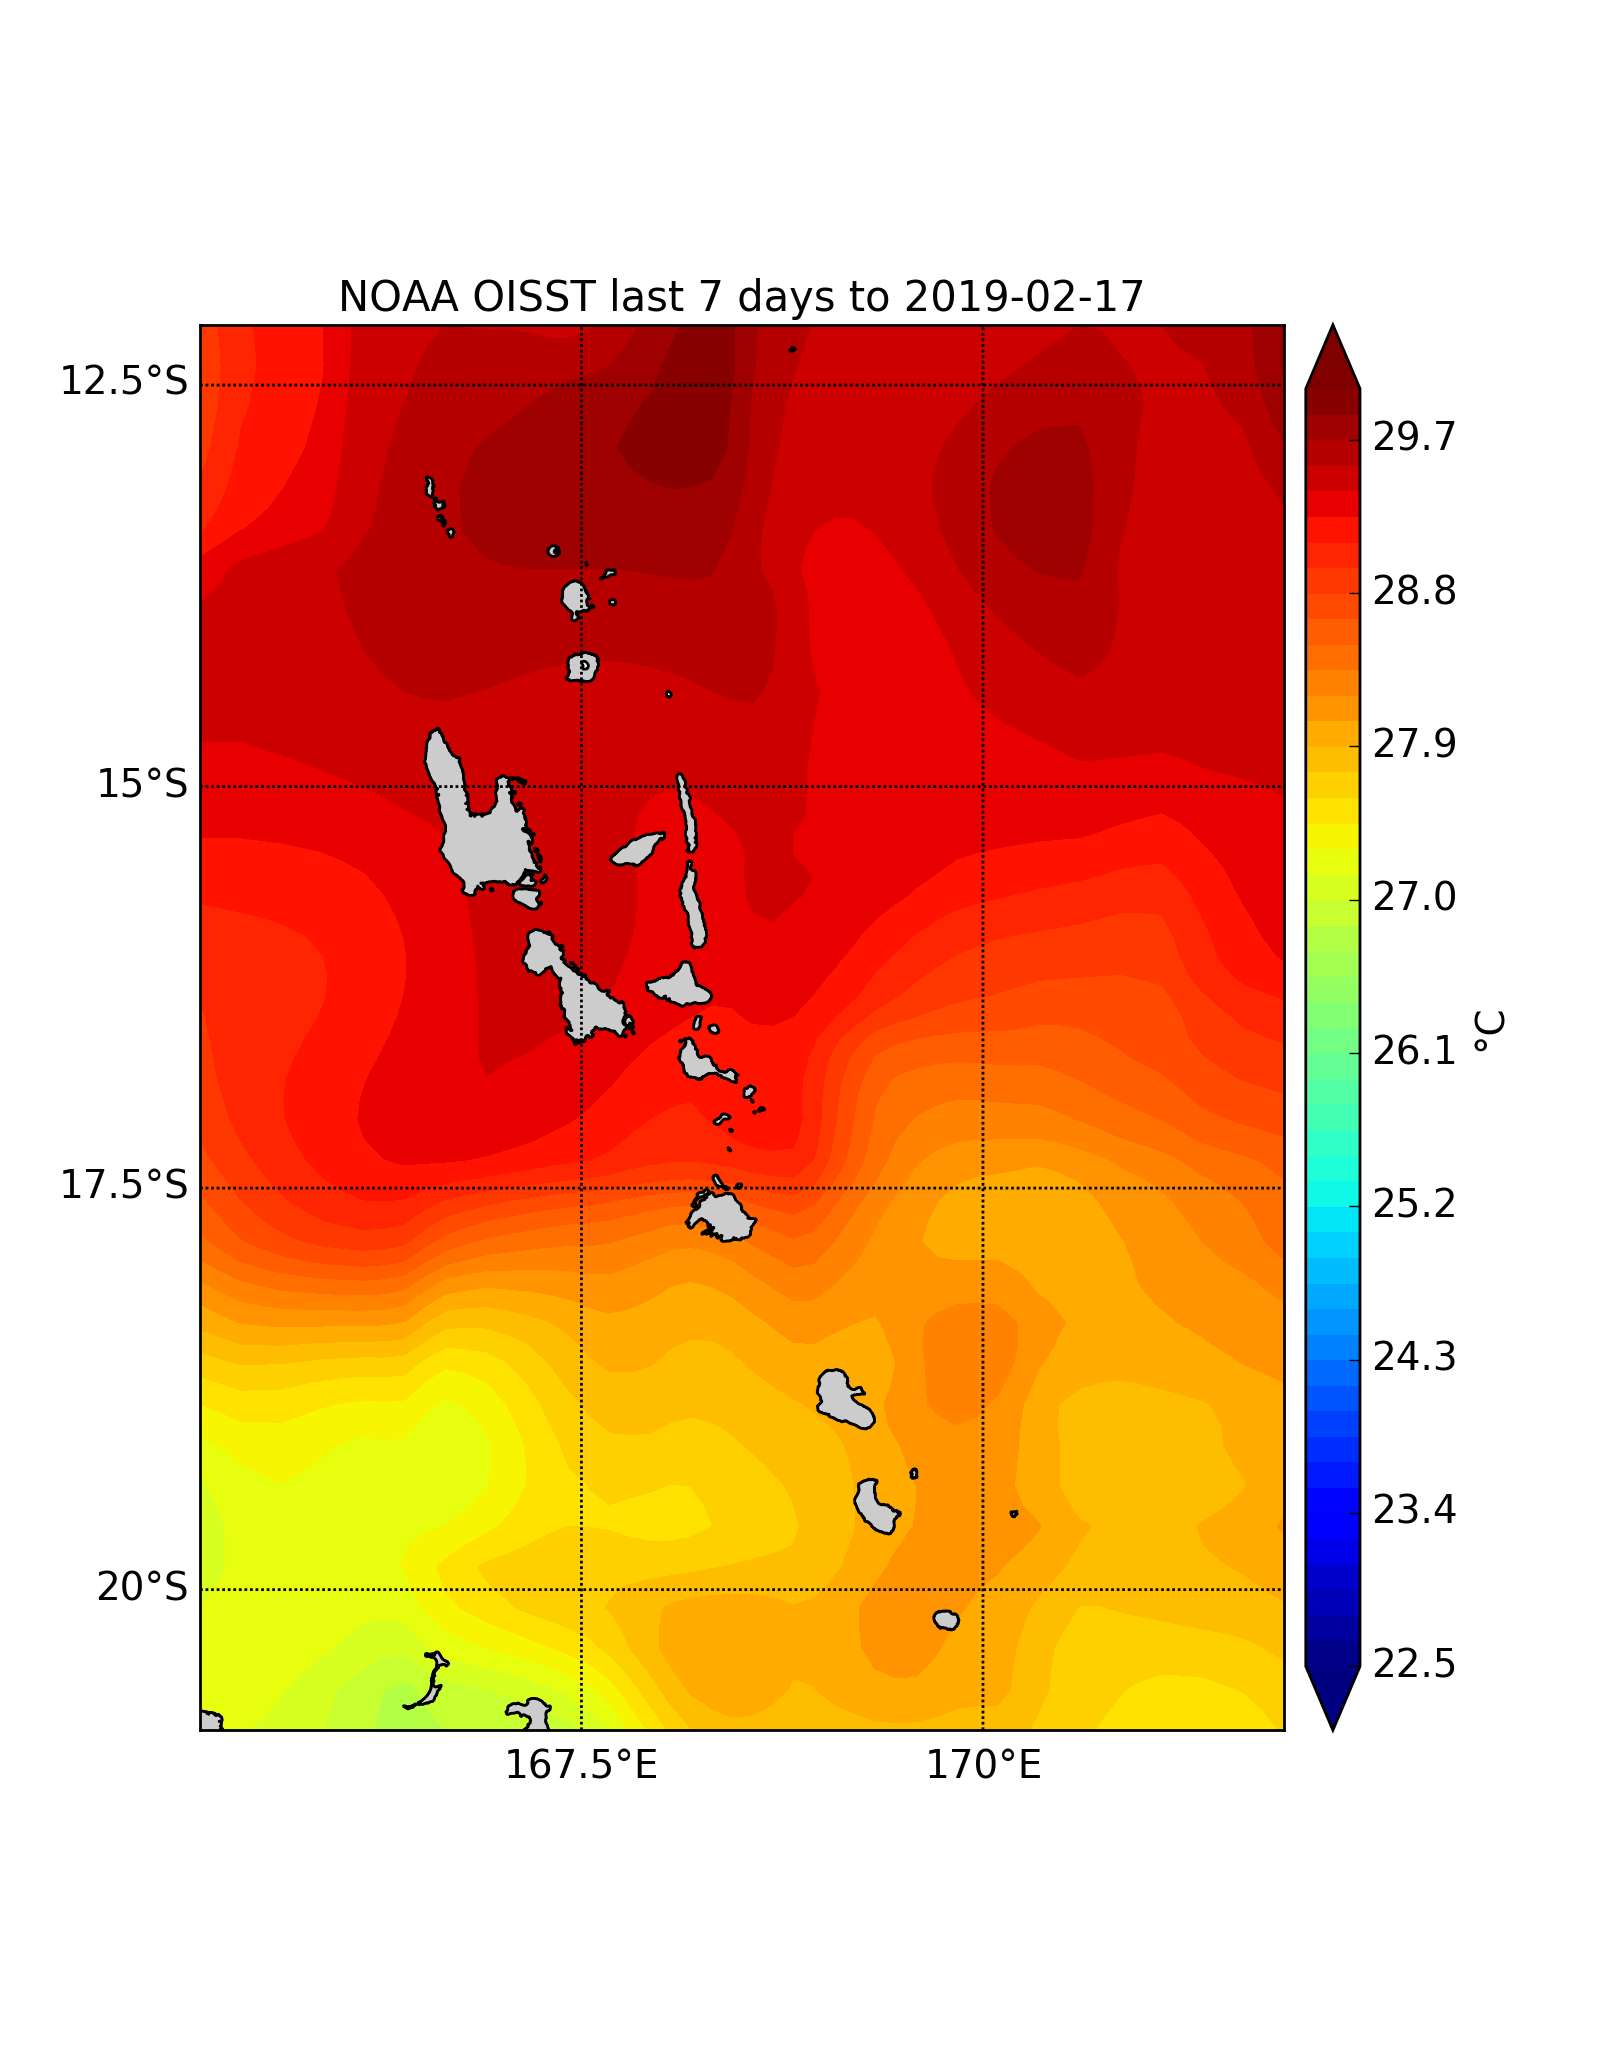 NOAA OISST last 7 days to 2019-02-17
12.5°S
15°S
17.5°S
20°S
167.5°E
170°E
29.7
28.8
27.9
27.0
26.1
25.2
24.3
23.4
22.5
°C